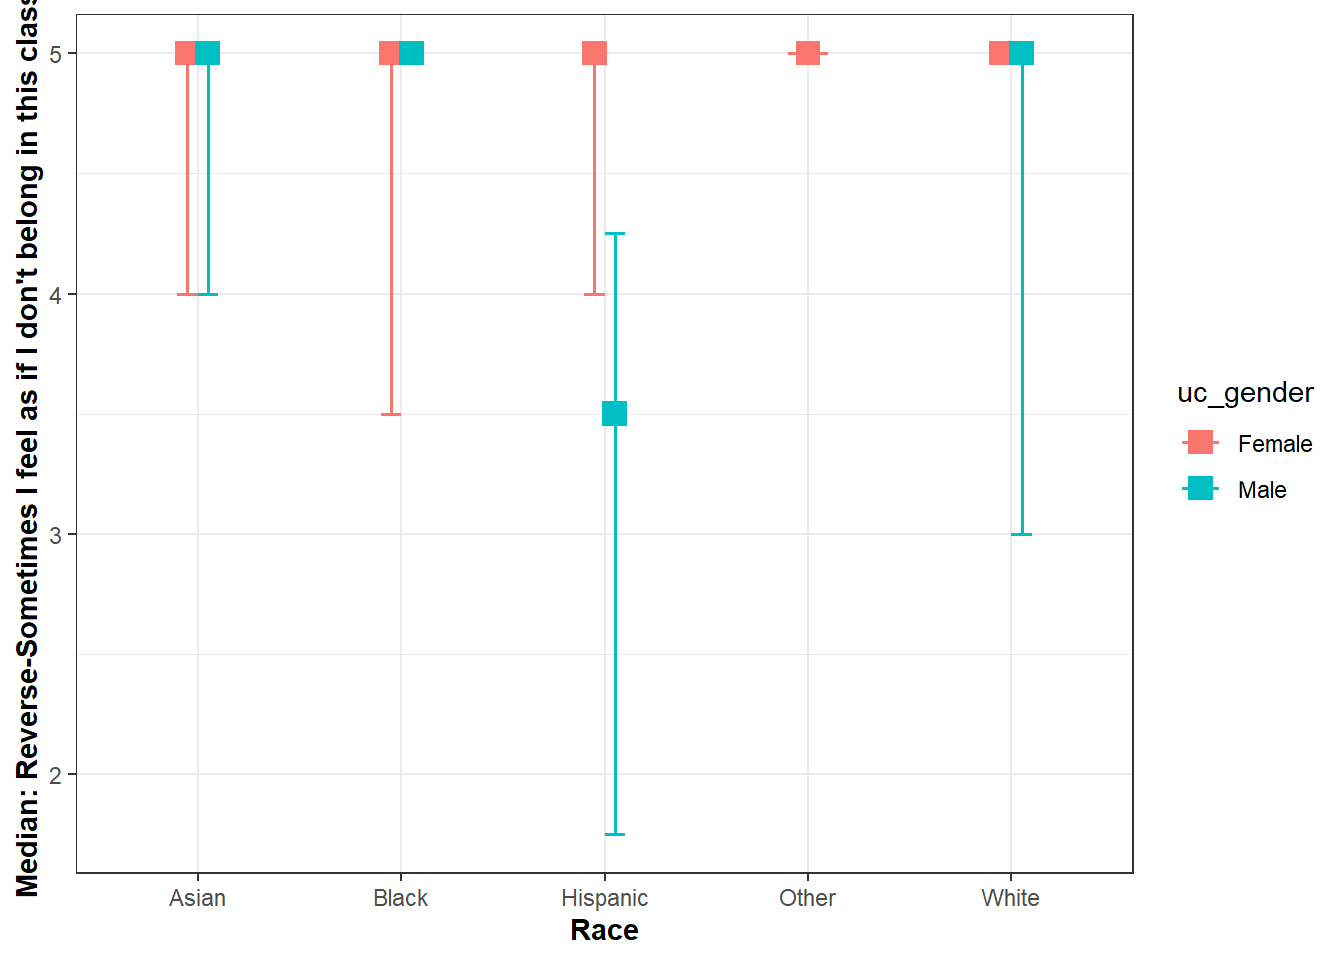 Median: Reverse-Sometimes I feel as if I don't belong in this class
5
4
3
2
Asian
Black
Hispanic
Other
White
Race
uc_gender
Female
Male